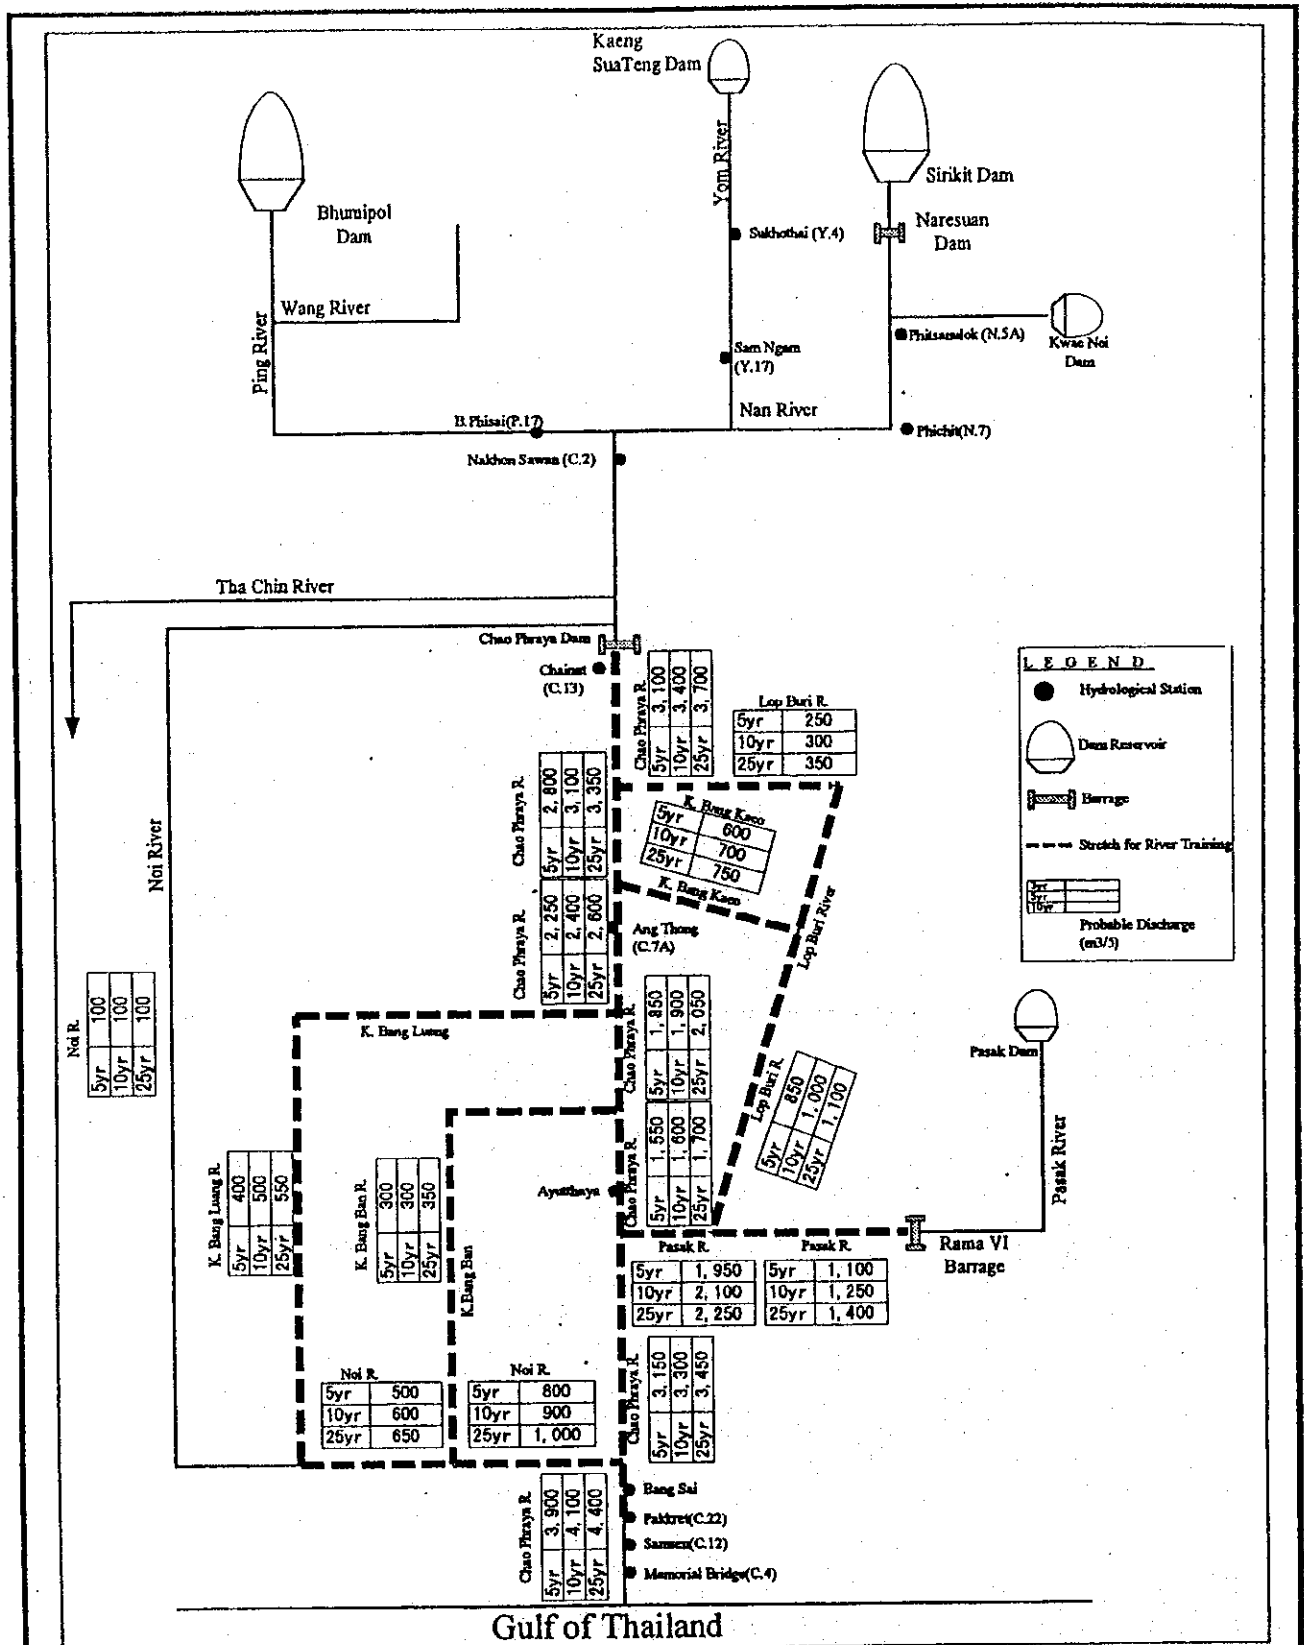 Kaeng
SuaTeng Dam
Yom River
Sirikit Dam
Bhumipol
Dam
Naresuan
Dam
Sukhothai (Y.4)
Wang River
Ping River
Sam Ngam
(Y.17)
Phitsanulok (N.5A)
Kwae Noi
Dam
Nan River
B.Phisai(P.17)
Phichit(N.7)
Nakhon Sawan (C.2)
Tha Chin River
Chao Phraya Dam
Chainat
(C.13)
Chao Phraya R.
5yr 3,100
10yr 3,400
25yr 3,700
Lop Buri R.
5yr 250
10yr 300
25yr 350
L E G E N D
Hydrological Station
Dam Reservoir
Barrage
Stretch for River Training
Probable Discharge
(m3/5)
Chao Phraya R.
5yr 2,800
10yr 3,100
25yr 3,350
K. Bang Kaeo
5yr 600
10yr 700
25yr 750
K. Bang Kaeo
Noi River
Chao Phraya R.
5yr 2,250
10yr 2,400
25yr 2,600
Ang Thong
(C.7A)
Lop Buri River
Noi R.
5yr 100
10yr 100
25yr 100
K. Bang Luang
Chao Phraya R.
5yr 1,850
10yr 1,900
25yr 2,050
Pasak Dam
Lop Buri R.
5yr 850
10yr 1,000
25yr 1,100
Pasak River
K. Bang Luang R.
5yr 400
10yr 500
25yr 550
K. Bang Ban R.
5yr 300
10yr 300
25yr 350
Ayutthaya
Chao Phraya R.
5yr 1,550
10yr 1,600
25yr 1,700
K.Bang Ban
Rama VI
Barrage
Pasak R.
5yr 1,950
10yr 2,100
25yr 2,250
Pasak R.
5yr 1,100
10yr 1,250
25yr 1,400
Noi R.
5yr 500
10yr 600
25yr 650
Noi R.
5yr 800
10yr 900
25yr 1,000
Chao Phraya R.
5yr 3,150
10yr 3,300
25yr 3,450
Chao Phraya R.
5yr 3,900
10yr 4,100
25yr 4,400
Bang Sai
Pakkret(C.22)
Samsen(C.12)
Memorial Bridge(C.4)
Gulf of Thailand